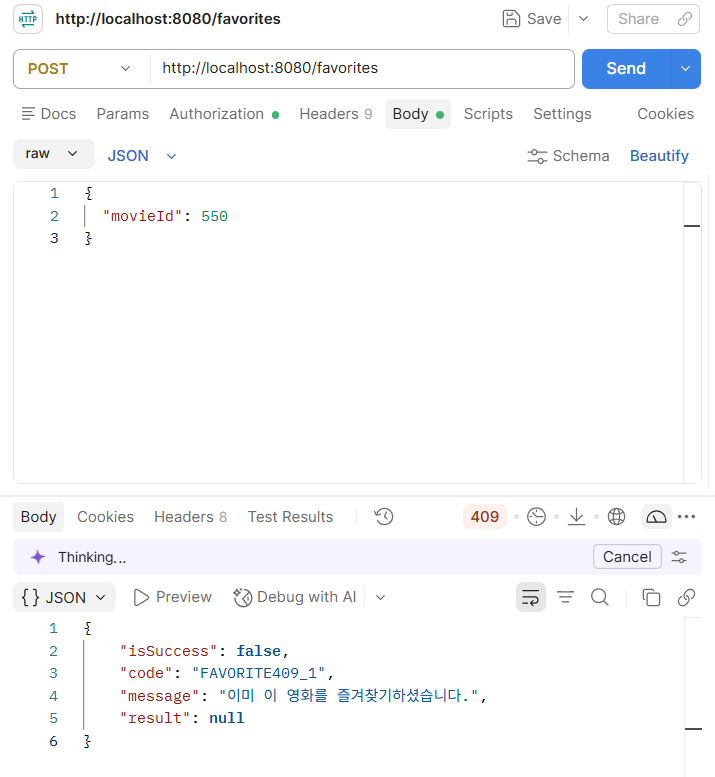 HTTP http://localhost:8080/favorites Save Share
POST http://localhost:8080/favorites Send
Docs Params Authorization Headers 9 Body Scripts Settings Cookies
raw JSON Schema Beautify
1 {
2 "movieId": 550
3 }
Body Cookies Headers 8 Test Results 409
Thinking... Cancel
{} JSON Preview Debug with AI
1 {
2 "isSuccess": false,
3 "code": "FAVORITE409_1",
4 "message": "이미 이 영화를 즐겨찾기하셨습니다.",
5 "result": null
6 }